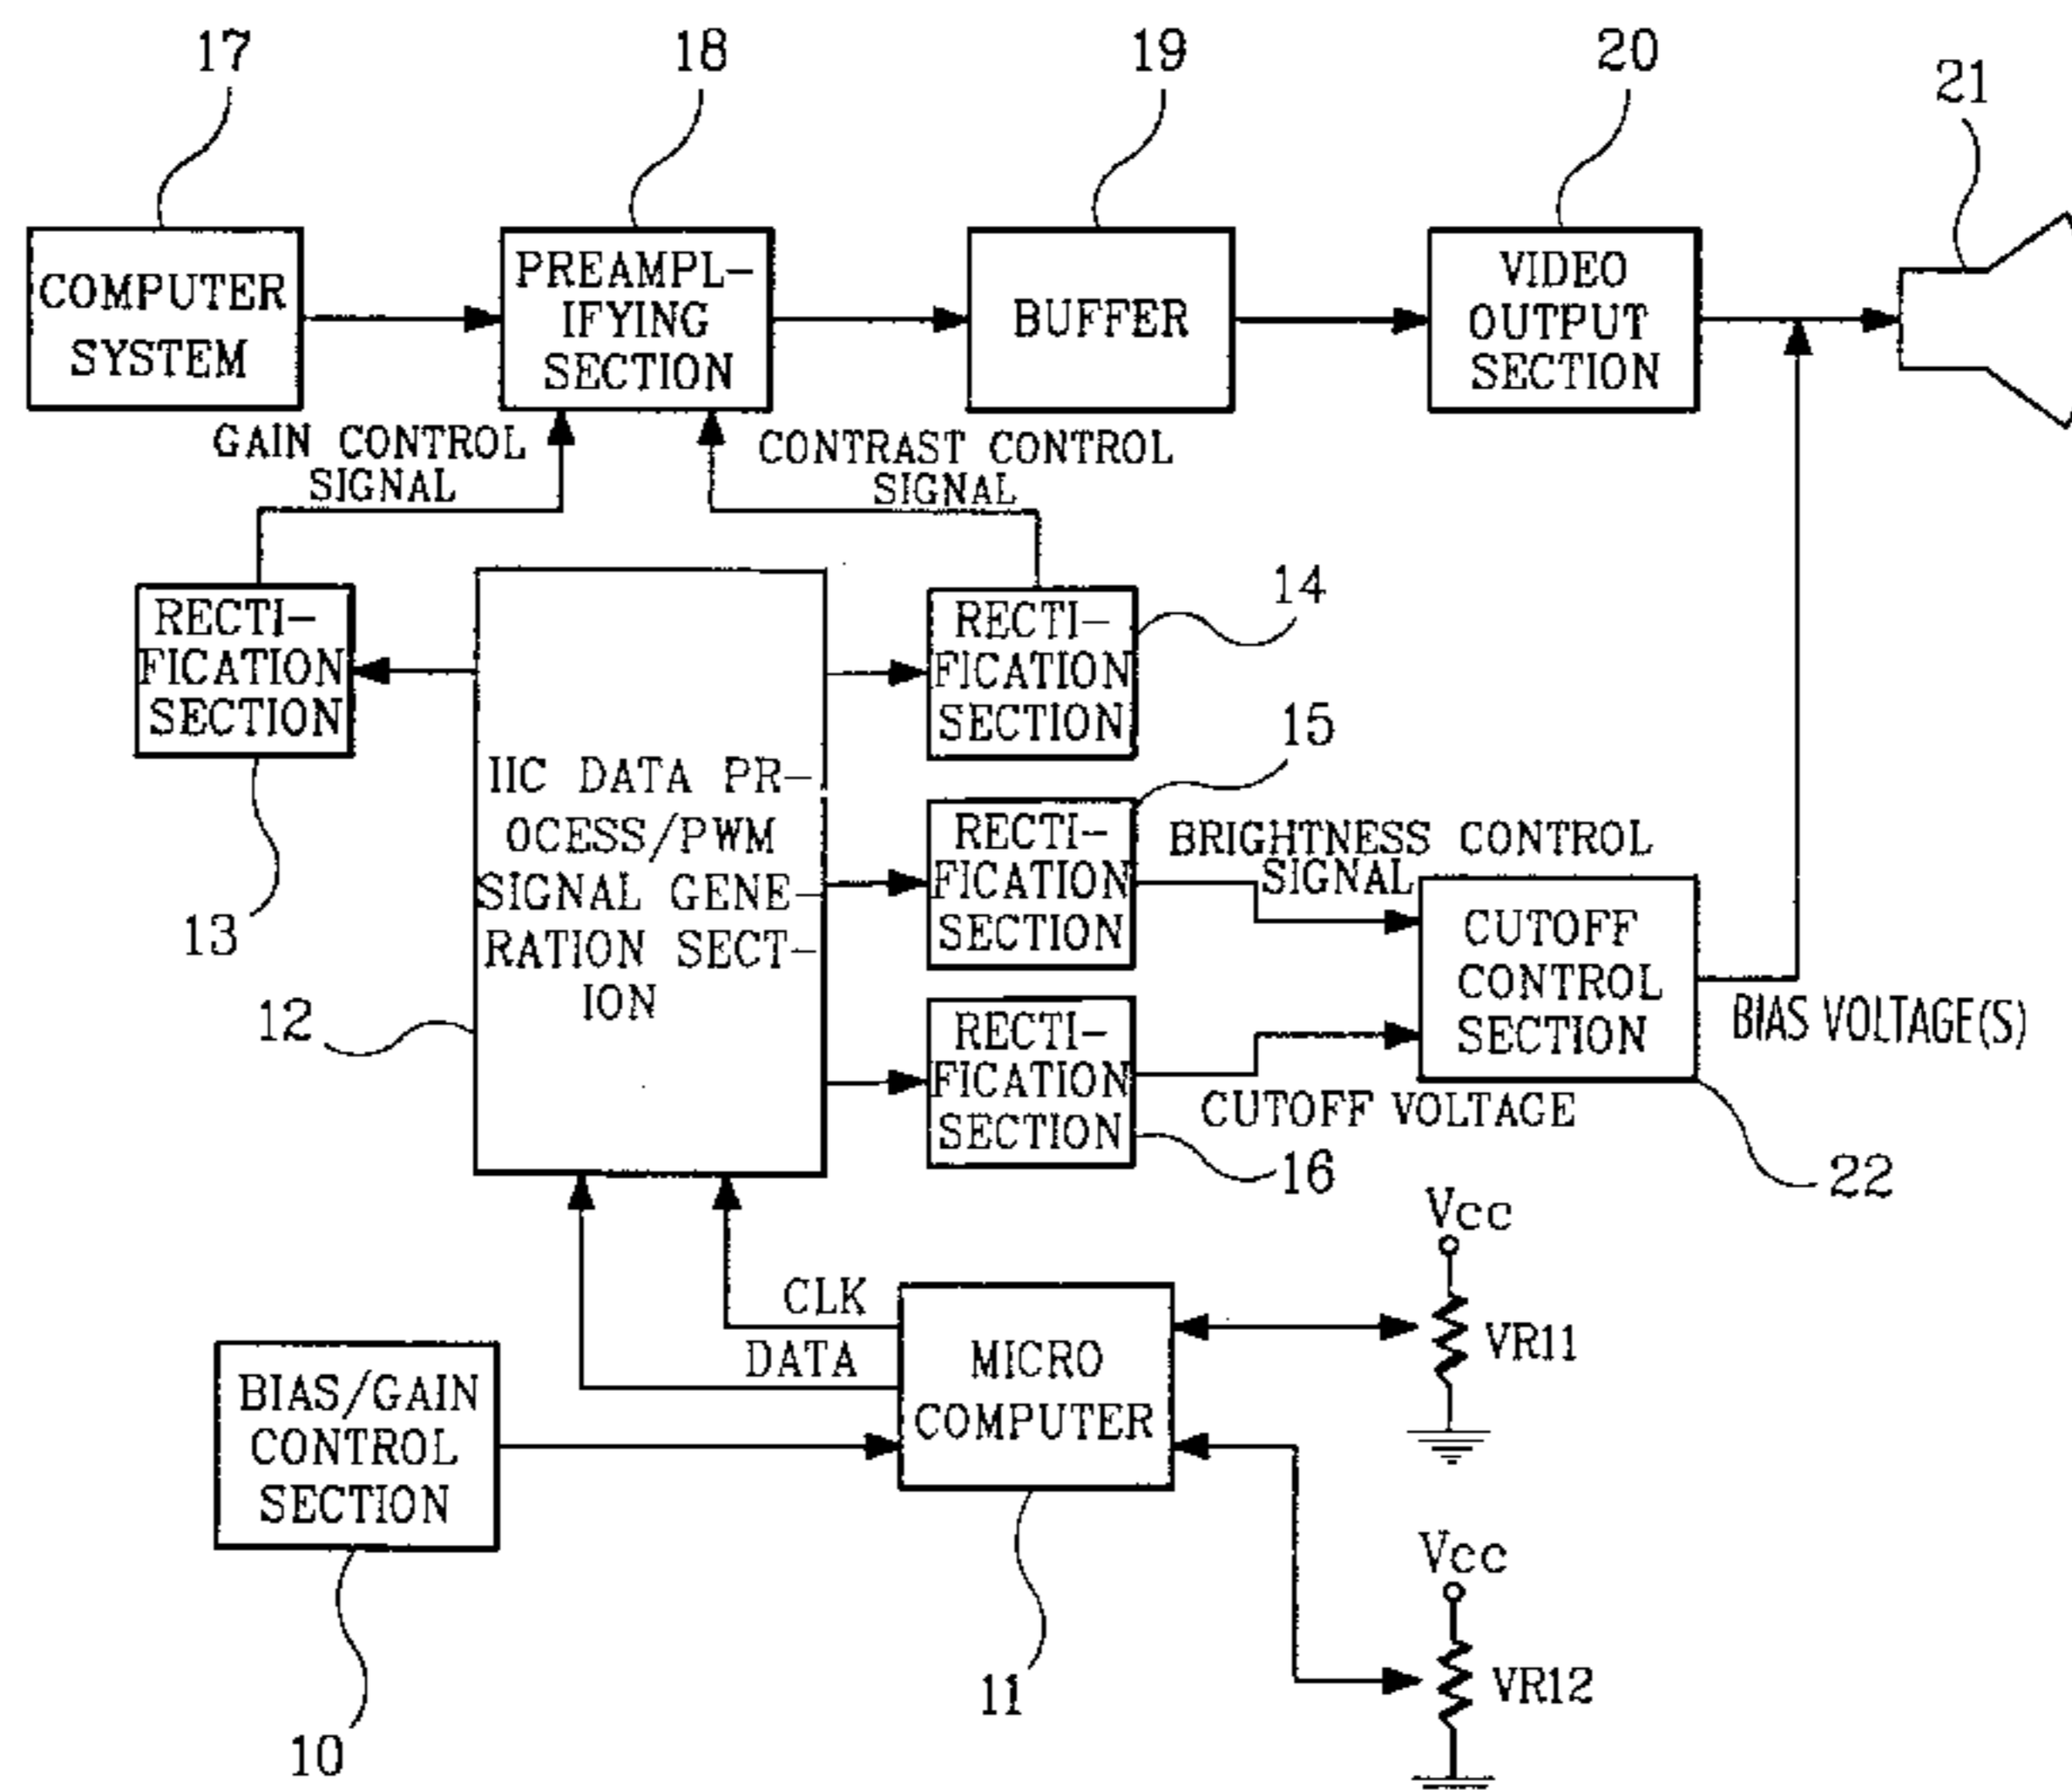 17
18
19
20
21
COMPUTER
SYSTEM
PREAMPL-
IFYING
SECTION
BUFFER
VIDEO
OUTPUT
SECTION
GAIN CONTROL
SIGNAL
CONTRAST CONTROL
SIGNAL
RECTI-
FICATION
SECTION
13
IIC DATA PR-
OCESS/PWM
SIGNAL GENE-
RATION SECT-
ION
12
RECTI-
FICATION
SECTION
14
RECTI-
FICATION
SECTION
15
BRIGHTNESS CONTROL
SIGNAL
RECTI-
FICATION
SECTION
16
CUTOFF VOLTAGE
CUTOFF
CONTROL
SECTION
22
BIAS VOLTAGE(S)
CLK
DATA
MICRO
COMPUTER
11
BIAS/GAIN
CONTROL
SECTION
10
Vcc
VR11
Vcc
VR12